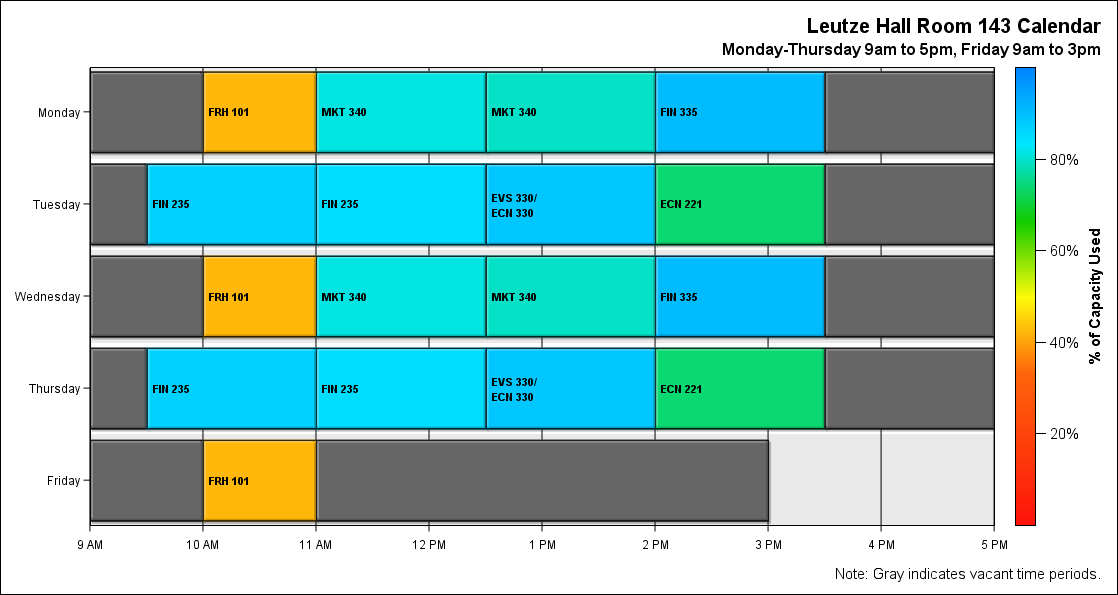 Leutze Hall Room 143 Calendar
Monday-Thursday 9am to 5pm, Friday 9am to 3pm
Monday
FRH 101
MKT 340
MKT 340
FIN 335
Tuesday
FIN 235
FIN 235
EVS 330/
ECN 330
ECN 221
Wednesday
FRH 101
MKT 340
MKT 340
FIN 335
Thursday
FIN 235
FIN 235
EVS 330/
ECN 330
ECN 221
Friday
FRH 101
9 AM
10 AM
11 AM
12 PM
1 PM
2 PM
3 PM
4 PM
5 PM
80%
60%
40%
20%
% of Capacity Used
Note: Gray indicates vacant time periods.